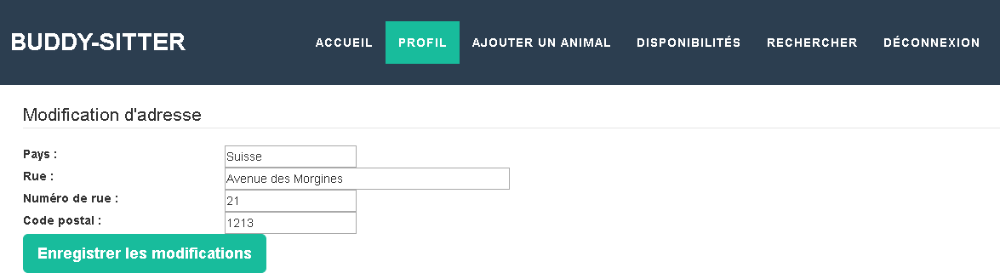 BUDDY-SITTER ACCUEIL PROFIL AJOUTER UN ANIMAL DISPONIBILITÉS RECHERCHER DÉCONNEXION
Modification d'adresse
Pays : Suisse
Rue : Avenue des Morgines
Numéro de rue : 21
Code postal : 1213
Enregistrer les modifications